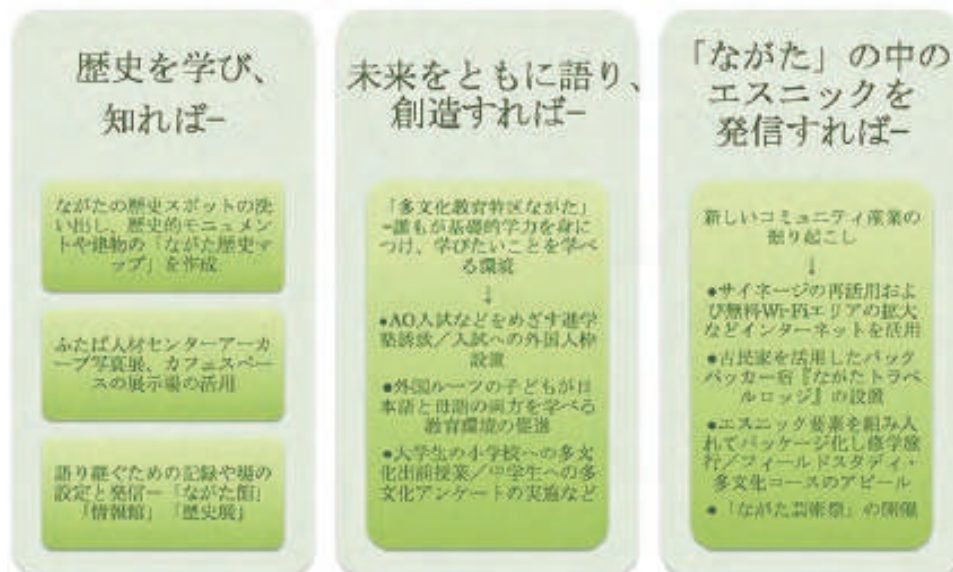 歴史を学び、
知れば−
ながたの歴史スポットの洗
い出し、歴史的モニュメン
トや建物の「ながた歴史マ
ップ」を作成
ふたば人材センターアーカ
ーブ写真展、カフェスペー
スの展示場の活用
語り継ぐための記録や場の
設定と発信−「ながた館」
「情報館」「歴史展」
未来をともに語り、
創造すれば−
「多文化教育特区ながた」
=誰もが基礎的学力を身に
つけ、学びたいことを学べ
る環境
↓
●AO入試などをめざす進学
塾誘致／入試への外国人枠
設置
●外国ルーツの子どもが日
本語と母語の両方を学べる
教育環境の促進
●大学生の小学校への多文
化出前授業／中学生への多
文化アンケートの実施など
「ながた」の中の
エスニックを
発信すれば−
新しいコミュニティ産業の
掘り起こし
↓
●サイネージの再活用およ
び無料Wi-Fiエリアの拡大
などインターネットを活用
●古民家を活用したバック
パッカー宿『ながたトラベ
ルロッジ』の設置
●エスニック要素を組み入
れてパッケージ化し修学旅
行／フィールドスタディ・
多文化コースのアピール
●「ながた芸術祭」の開催